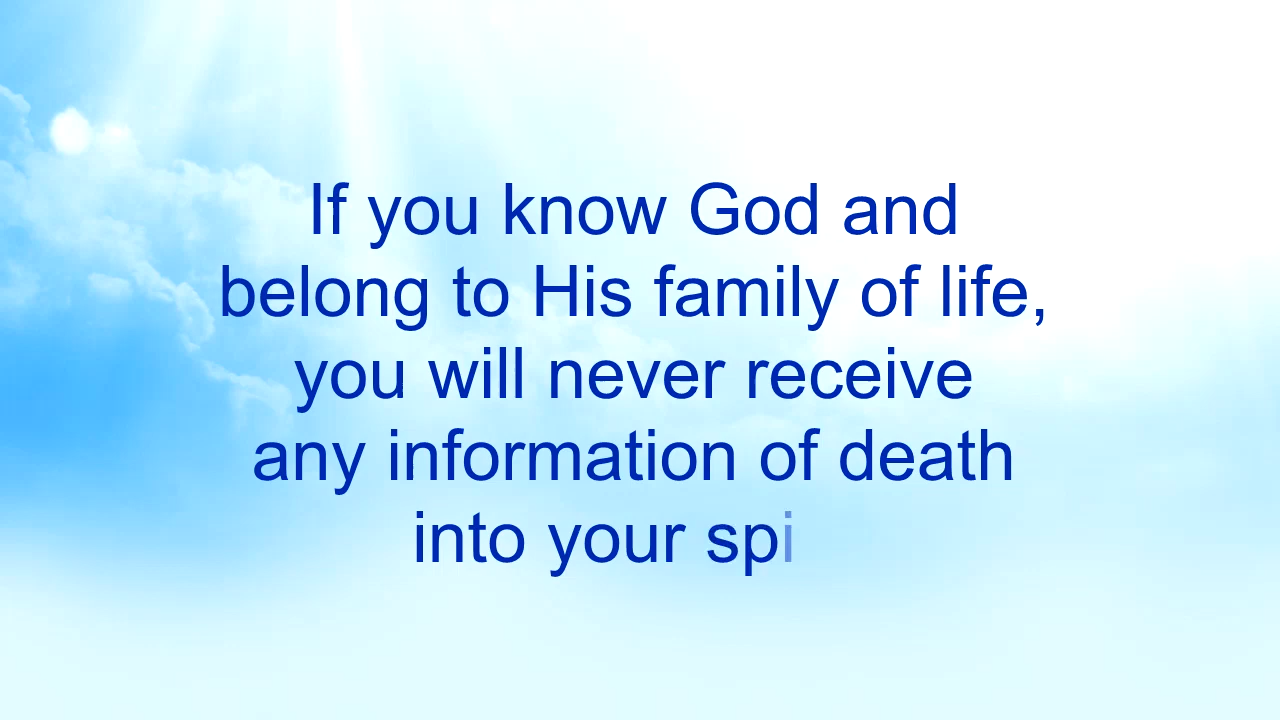 If you know God and
belong to His family of life,
you will never receive
any information of death
into your spi